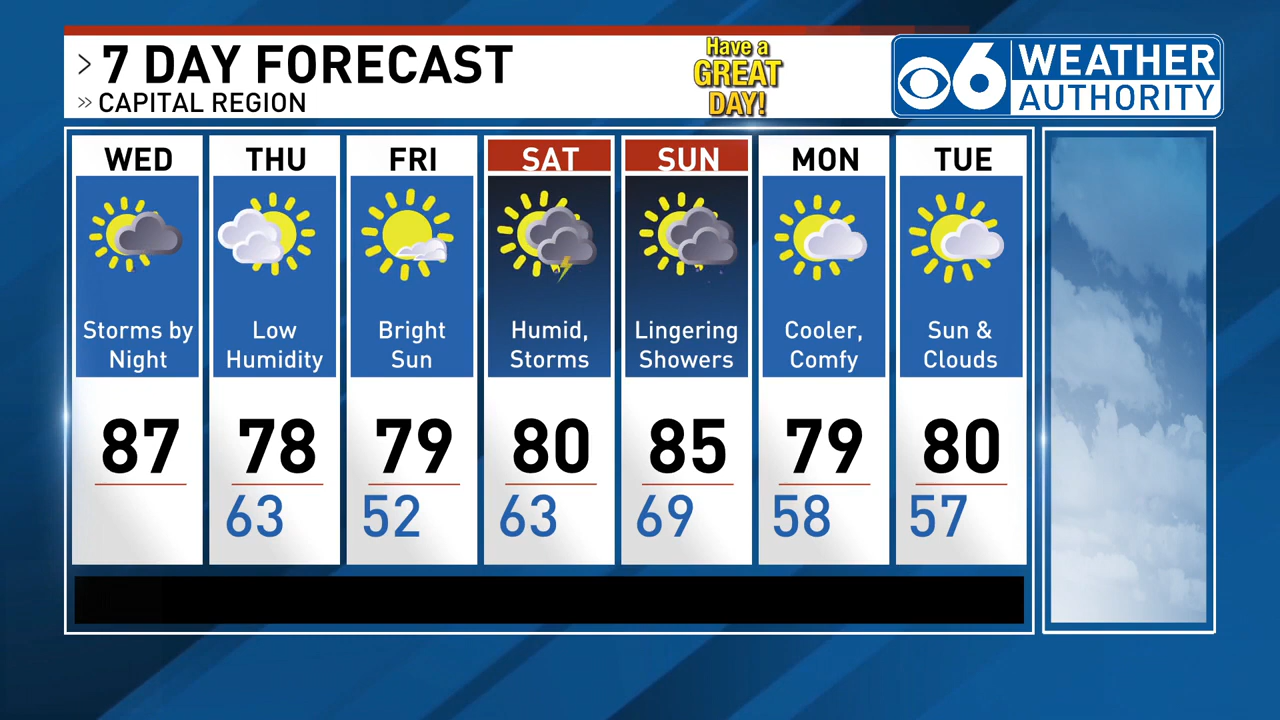 > 7 DAY FORECAST
» CAPITAL REGION
Have a
GREAT
DAY!
6 WEATHER
AUTHORITY
WED THU FRI SAT SUN MON TUE
Storms by Low Bright Humid, Lingering Cooler, Sun &
Night Humidity Sun Storms Showers Comfy Clouds
87 78 79 80 85 79 80
63 52 63 69 58 57